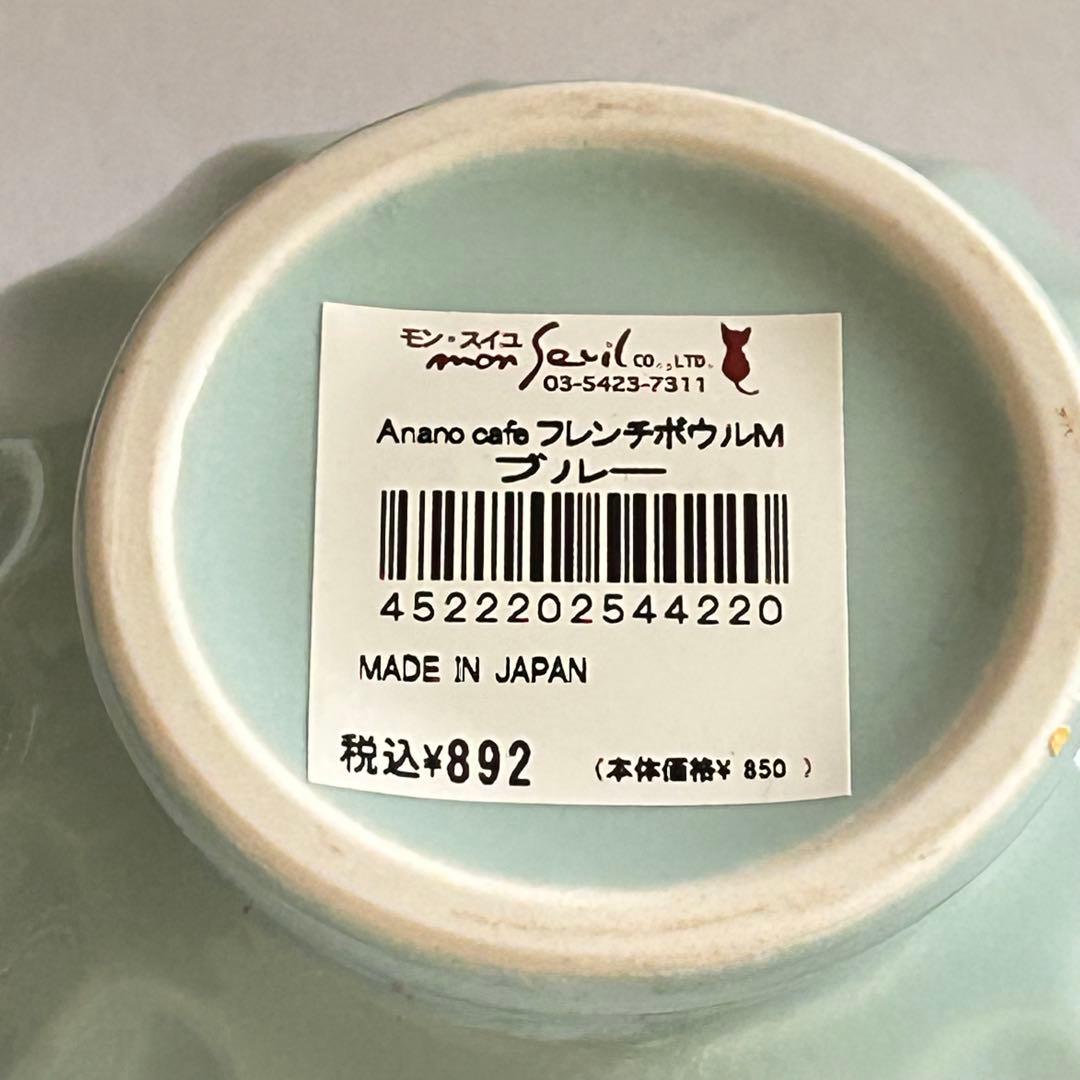 モン・スイユ
mon Seuil CO.,LTD.
03-5423-7311
Anano cafe フレンチボウルM
ブルー
4522202544220
MADE IN JAPAN
税込¥892 (本体価格¥ 850 )